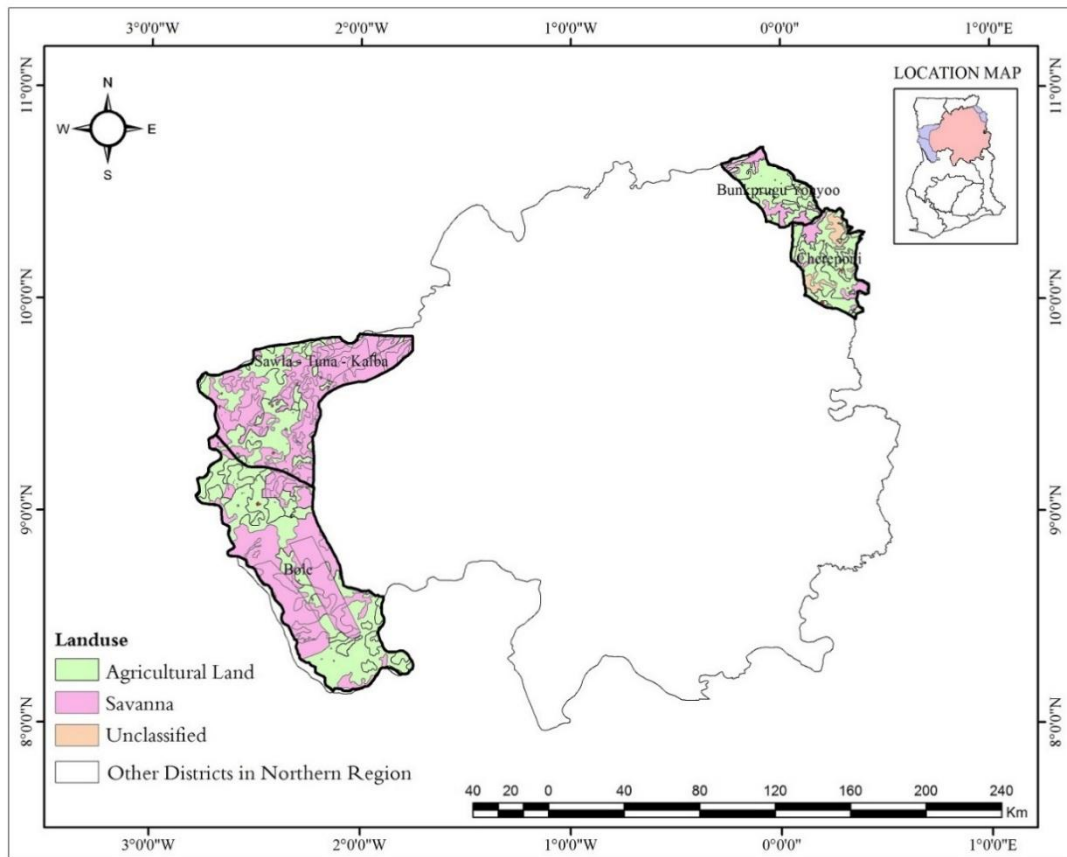 3°0'0"W 2°0'0"W 1°0'0"W 0°0'0" 1°0'0"E
11°0'0"N
11°0'0"N
LOCATION MAP
N
W E
S
Bunkprugu Yonyoo
Chereponi
10°0'0"N
10°0'0"N
Sawla - Tuna - Kalba
9°0'0"N
9°0'0"N
Bole
Landuse
Agricultural Land
Savanna
Unclassified
Other Districts in Northern Region
8°0'0"N
8°0'0"N
40 20 0 40 80 120 160 200 240
Km
3°0'0"W 2°0'0"W 1°0'0"W 0°0'0" 1°0'0"E